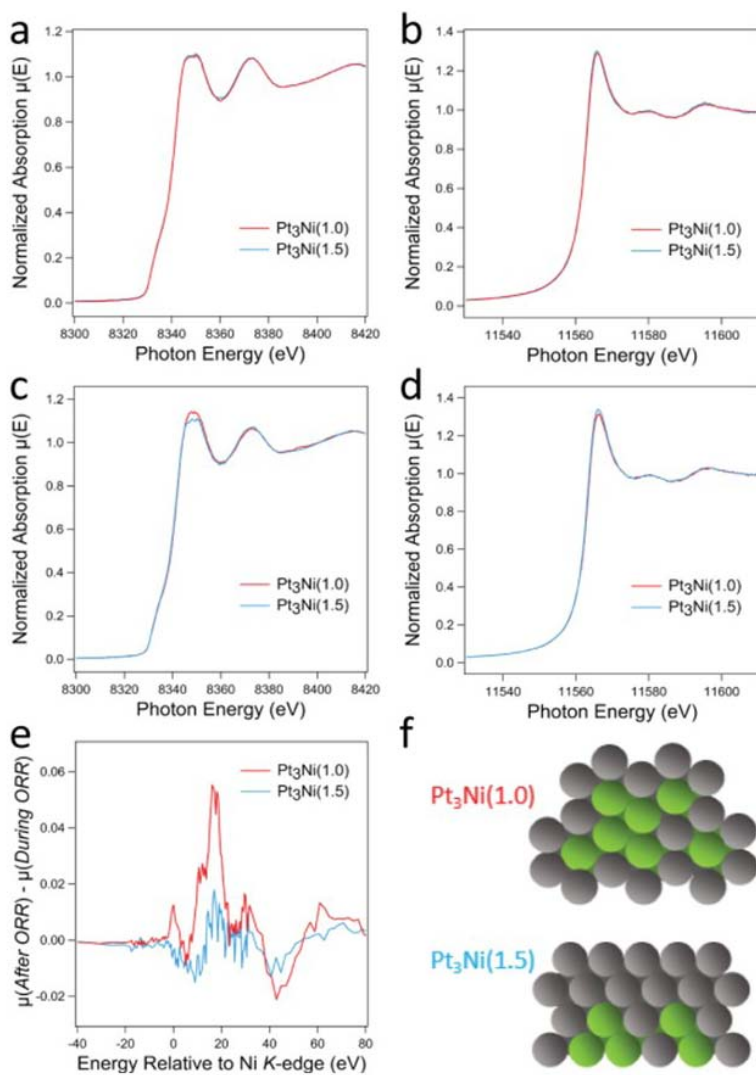 a
Normalized Absorption μ(E)
1.2
1.0
0.8
0.6
0.4
0.2
0.0
Pt3Ni(1.0)
Pt3Ni(1.5)
8300 8320 8340 8360 8380 8400 8420
Photon Energy (eV)
b
Normalized Absorption μ(E)
1.4
1.2
1.0
0.8
0.6
0.4
0.2
0.0
Pt3Ni(1.0)
Pt3Ni(1.5)
11540 11560 11580 11600
Photon Energy (eV)
c
Normalized Absorption μ(E)
1.2
1.0
0.8
0.6
0.4
0.2
0.0
Pt3Ni(1.0)
Pt3Ni(1.5)
8300 8320 8340 8360 8380 8400 8420
Photon Energy (eV)
d
Normalized Absorption μ(E)
1.4
1.2
1.0
0.8
0.6
0.4
0.2
0.0
Pt3Ni(1.0)
Pt3Ni(1.5)
11540 11560 11580 11600
Photon Energy (eV)
e
μ(After ORR) - μ(During ORR)
0.06
0.04
0.02
0.00
-0.02
Pt3Ni(1.0)
Pt3Ni(1.5)
-40 -20 0 20 40 60 80
Energy Relative to Ni K-edge (eV)
f
Pt3Ni(1.0)
Pt3Ni(1.5)